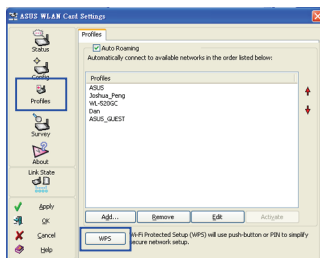 ASUS WLAN Card Settings
Status
Config
Profiles
Survey
About
Link State
Apply
OK
Cancel
Help
Profiles
Auto Roaming
Automatically connect to available networks in the order listed below:
Profiles
ASUS
Joshua_Peng
WL-520GC
Dan
ASUS_GUEST
Add...
Remove
Edit
Activate
WPS
Wi-Fi Protected Setup (WPS) will use push-button or PIN to simplify
secure network setup.